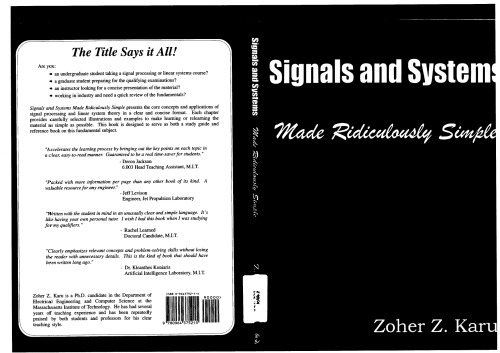 The Title Says it All!
Are you:
• an undergraduate student taking a signal processing or linear systems course?
• a graduate student preparing for the qualifying examinations?
• an instructor looking for a concise presentation of the material?
• working in industry and need a quick review of the fundamentals?
Signals and Systems Made Ridiculously Simple presents the core concepts and applications of
signal processing and linear system theory in a clear and concise format. Each chapter
provides carefully selected illustrations and examples to make learning or relearning the
material as simple as possible. This book is designed to serve as both a study guide and
reference book on this fundamental subject.
"Accelerates the learning process by bringing out the key points on each topic in
a clear, easy-to-read manner. Guaranteed to be a real time-saver for students."
- Deron Jackson
6.003 Head Teaching Assistant, M.I.T.
"Packed with more information per page than any other book of its kind. A
valuable resource for any engineer."
- Jeff Levison
Engineer, Jet Propulsion Laboratory
"Written with the student in mind in an unusually clear and simple language. It's
like having your own personal tutor. I wish I had this book when I was studying
for my qualifiers."
- Rachel Learned
Doctoral Candidate, M.I.T.
"Clearly emphasizes relevant concepts and problem-solving skills without losing
the reader with unnecessary details. This is the kind of book that should have
been written long ago."
- Dr. Kleanthes Koniaris
Artificial Intelligence Laboratory, M.I.T.
Zoher Z. Karu is a Ph.D. candidate in the Department of
Electrical Engineering and Computer Science at the
Massachusetts Institute of Technology. He has had several
years of teaching experience and has been repeatedly
praised by both students and professors for his clear
teaching style.
90000
Signals and Systems
Made Ridiculously Simple
Signals and Systems
Made Ridiculously Simple
Zoher Z. Karu